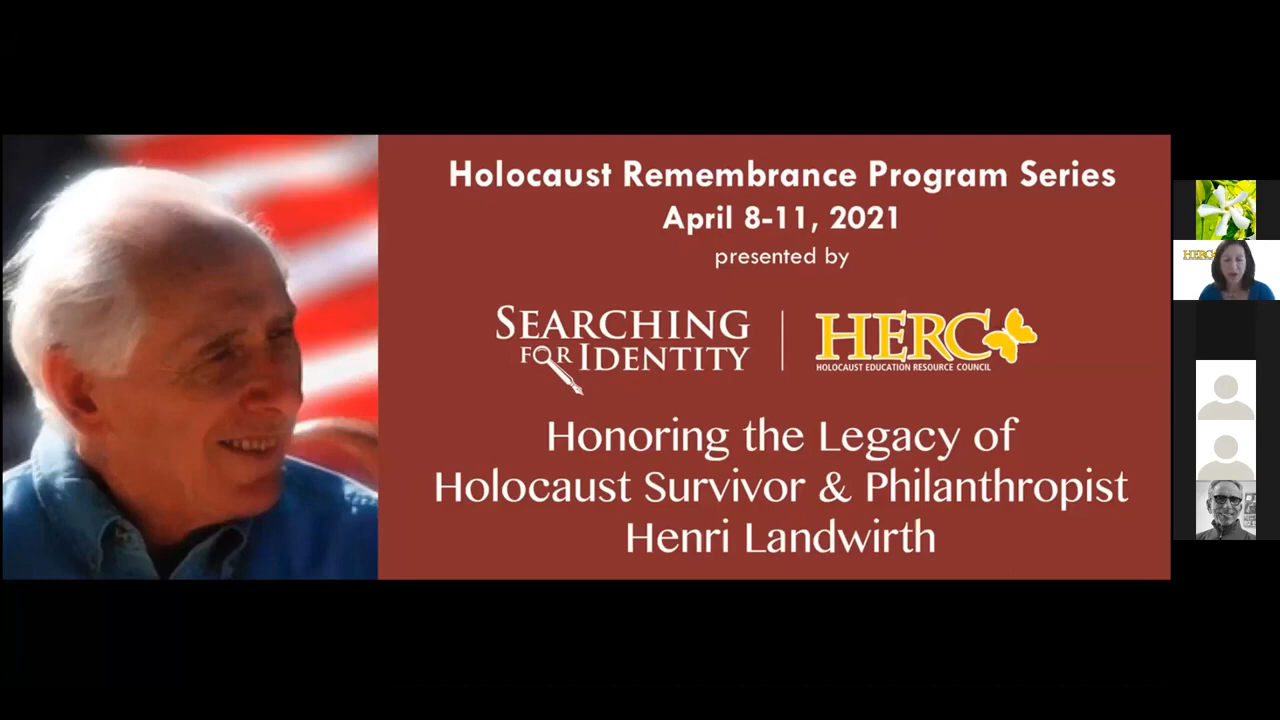 Holocaust Remembrance Program Series
April 8-11, 2021
presented by
SEARCHING
FOR IDENTITY
HERC
HOLOCAUST EDUCATION RESOURCE COUNCIL
Honoring the Legacy of
Holocaust Survivor & Philanthropist
Henri Landwirth
HERC